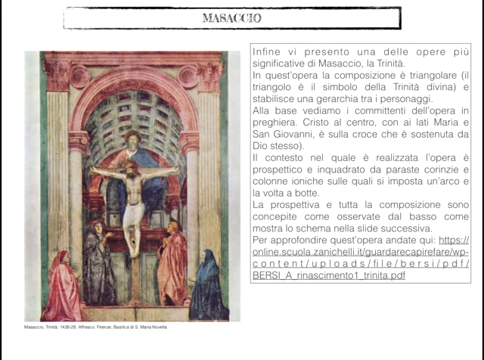 MASACCIO
Infine vi presento una delle opere più
significative di Masaccio, la Trinità.
In quest'opera la composizione è triangolare (il
triangolo è il simbolo della Trinità divina) e
stabilisce una gerarchia tra i personaggi.
Alla base vediamo i committenti dell'opera in
preghiera. Cristo al centro, con ai lati Maria e
San Giovanni, è sulla croce che è sostenuta da
Dio stesso).
Il contesto nel quale è realizzata l'opera è
prospettico e inquadrato da paraste corinzie e
colonne ioniche sulle quali si imposta un'arco e
la volta a botte.
La prospettiva e tutta la composizione sono
concepite come osservate dal basso come
mostra lo schema nella slide successiva.
Per approfondire quest'opera andate qui: https://
online.scuola.zanichelli.it/guardarecapirefare/wp-
content/uploads/file/bersi/pdf/
BERSI_A_rinascimento1_trinita.pdf
Masaccio, Trinità, 1426-28. Affresco. Firenze, Basilica di S. Maria Novella